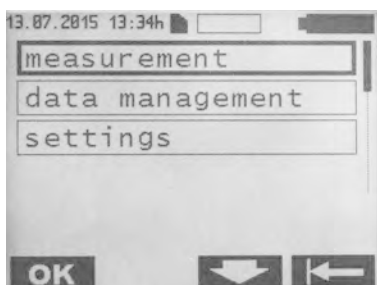 13.07.2015 13:34h
measurement
data management
settings
OK